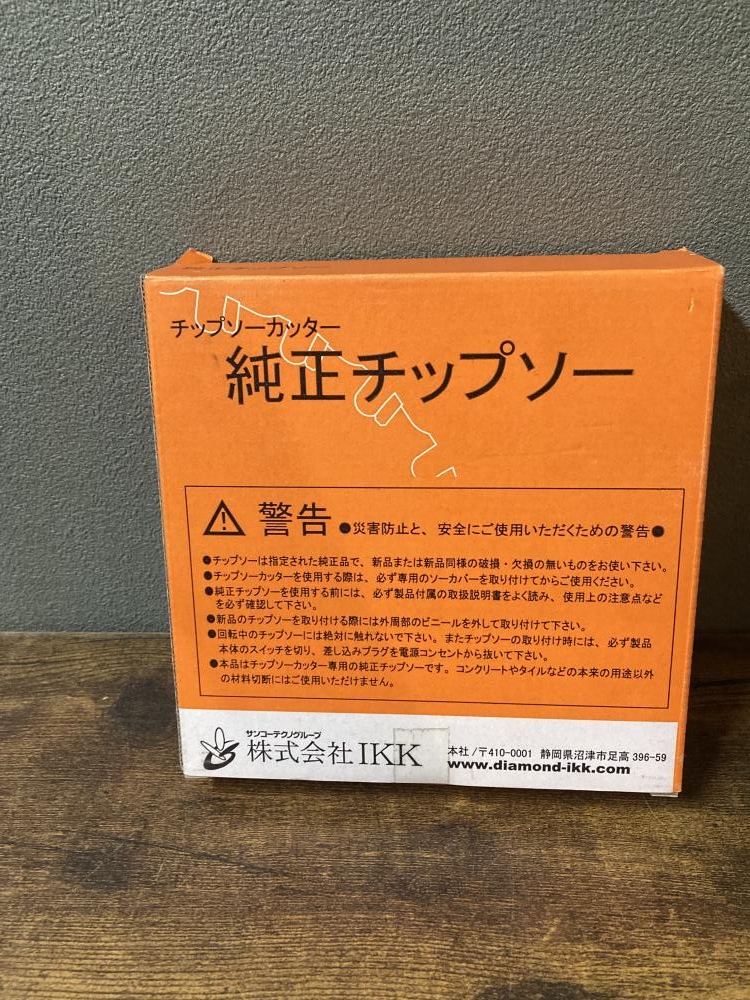 チップソーカッター
純正チップソー
警告 ●災害防止と、安全にご使用いただくための警告●
●チップソーは指定された純正品で、新品または新品同様の破損・欠損の無いものをお使い下さい。
●チップソーカッターを使用する際は、必ず専用のソーカバーを取り付けてからご使用ください。
●純正チップソーを使用する前には、必ず製品付属の取扱説明書をよく読み、使用上の注意点など
を必ず確認して下さい。
●新品のチップソーを取り付ける際には外周部のビニールを外して取り付けて下さい。
●回転中のチップソーには絶対に触れないで下さい。またチップソーの取り付け時には、必ず製品
本体のスイッチを切り、差し込みプラグを電源コンセントから抜いて下さい。
●本品はチップソーカッター専用の純正チップソーです。コンクリートやタイルなどの本来の用途以外
の材料切断にはご使用いただけません。
サンコーテクノグループ
株式会社IKK
本社/〒410-0001 静岡県沼津市足高396-59
www.diamond-ikk.com